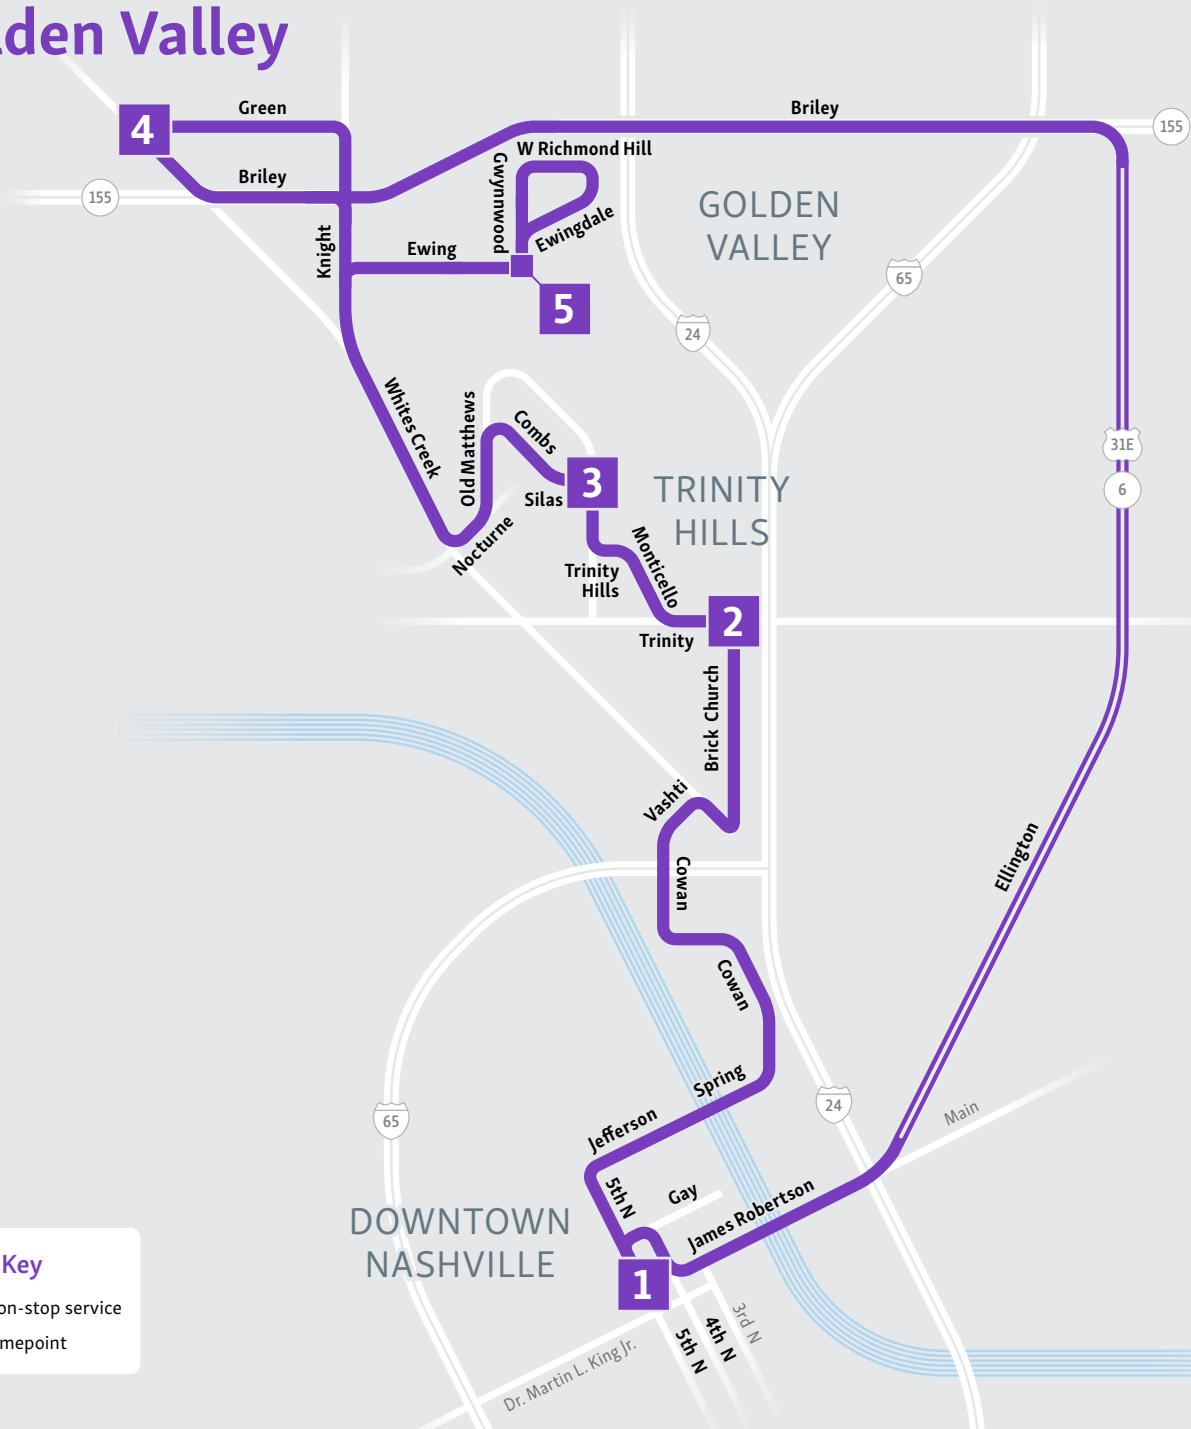 lden Valley
4
Green
Briley
155
W Richmond Hill
Briley
155
Gwynnwood
GOLDEN
VALLEY
Ewingdale
Knight
Ewing
65
5
24
Whites Creek
Old Matthews
Combs
31E
3
TRINITY
HILLS
6
Silas
Nocturne
Monticello
Trinity
Hills
2
Trinity
Brick Church
Vashti
Cowan
Ellington
Cowan
Spring
24
Main
65
Jefferson
5th N
Gay
James Robertson
DOWNTOWN
NASHVILLE
1
Key
on-stop service
mepoint
3rd N
4th N
5th N
Dr. Martin L. King Jr.